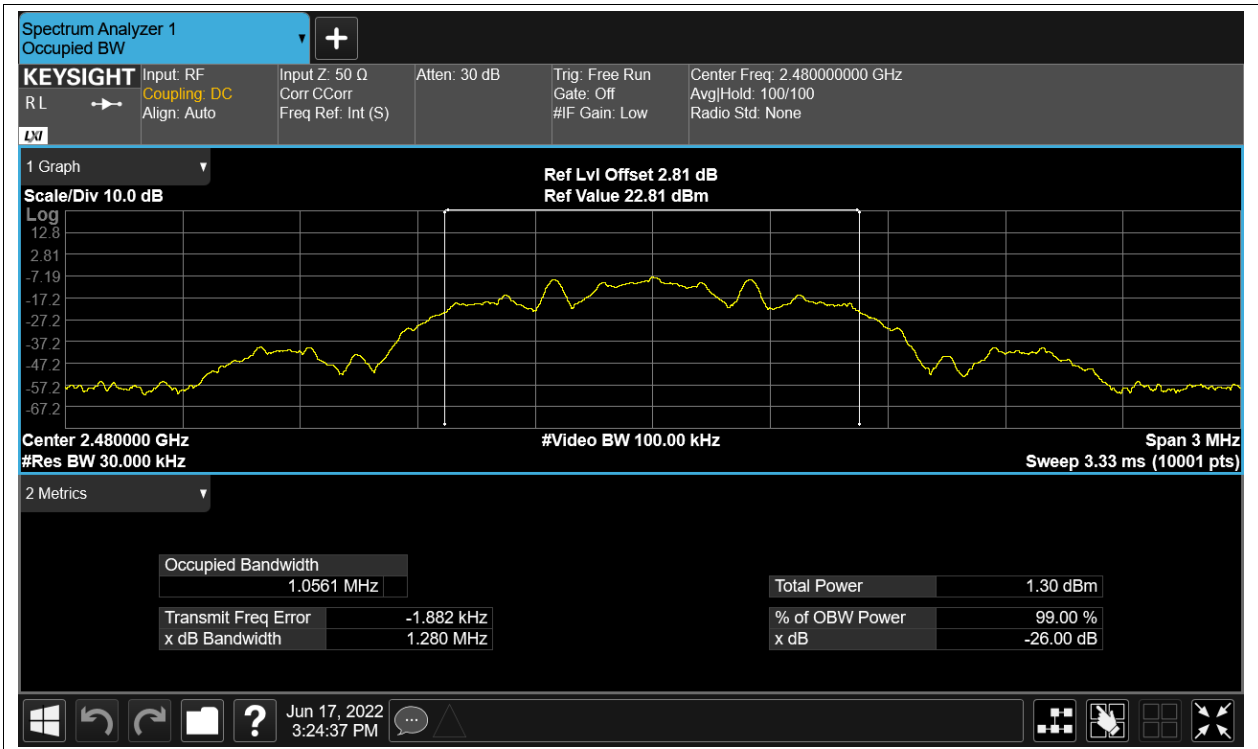 Spectrum Analyzer 1
Occupied BW
KEYSIGHT
R L
LXI
Input: RF
Coupling: DC
Align: Auto
Input Z: 50 Ω
Corr CCorr
Freq Ref: Int (S)
Atten: 30 dB
Trig: Free Run
Gate: Off
#IF Gain: Low
Center Freq: 2.480000000 GHz
Avg|Hold: 100/100
Radio Std: None
1 Graph
Scale/Div 10.0 dB
Ref Lvl Offset 2.81 dB
Ref Value 22.81 dBm
Log
12.8
2.81
-7.19
-17.2
-27.2
-37.2
-47.2
-57.2
-67.2
Center 2.480000 GHz
#Video BW 100.00 kHz
Span 3 MHz
#Res BW 30.000 kHz
Sweep 3.33 ms (10001 pts)
2 Metrics
Occupied Bandwidth
1.0561 MHz
Total Power 1.30 dBm
Transmit Freq Error -1.882 kHz
% of OBW Power 99.00 %
x dB Bandwidth 1.280 MHz
x dB -26.00 dB
?
Jun 17, 2022
3:24:37 PM